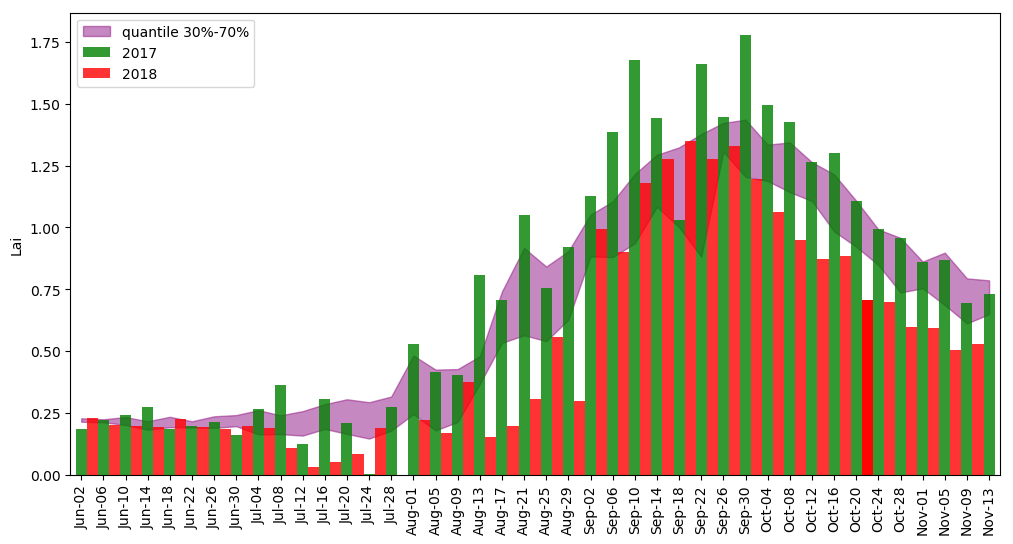 quantile 30%-70%
2017
2018
1.75
1.50
1.25
1.00
0.75
0.50
0.25
0.00
Lai
Jun-02
Jun-06
Jun-10
Jun-14
Jun-18
Jun-22
Jun-26
Jun-30
Jul-04
Jul-08
Jul-12
Jul-16
Jul-20
Jul-24
Jul-28
Aug-01
Aug-05
Aug-09
Aug-13
Aug-17
Aug-21
Aug-25
Aug-29
Sep-02
Sep-06
Sep-10
Sep-14
Sep-18
Sep-22
Sep-26
Sep-30
Oct-04
Oct-08
Oct-12
Oct-16
Oct-20
Oct-24
Oct-28
Nov-01
Nov-05
Nov-09
Nov-13